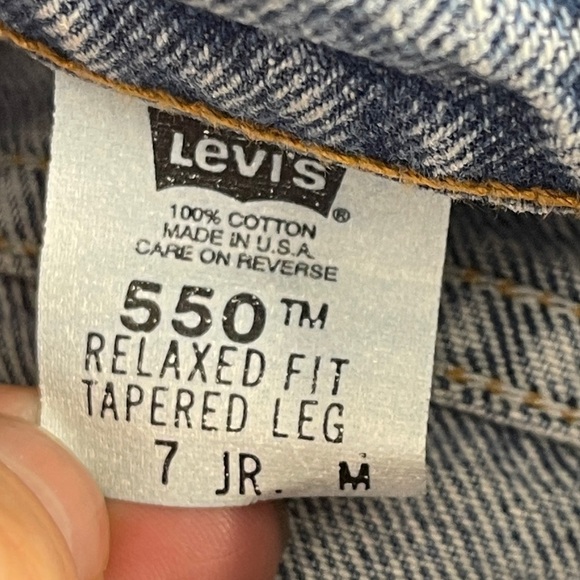 Levi's
®
100% COTTON
MADE IN U.S.A
CARE ON REVERSE
550™
RELAXED FIT
TAPERED LEG
7 JR. M